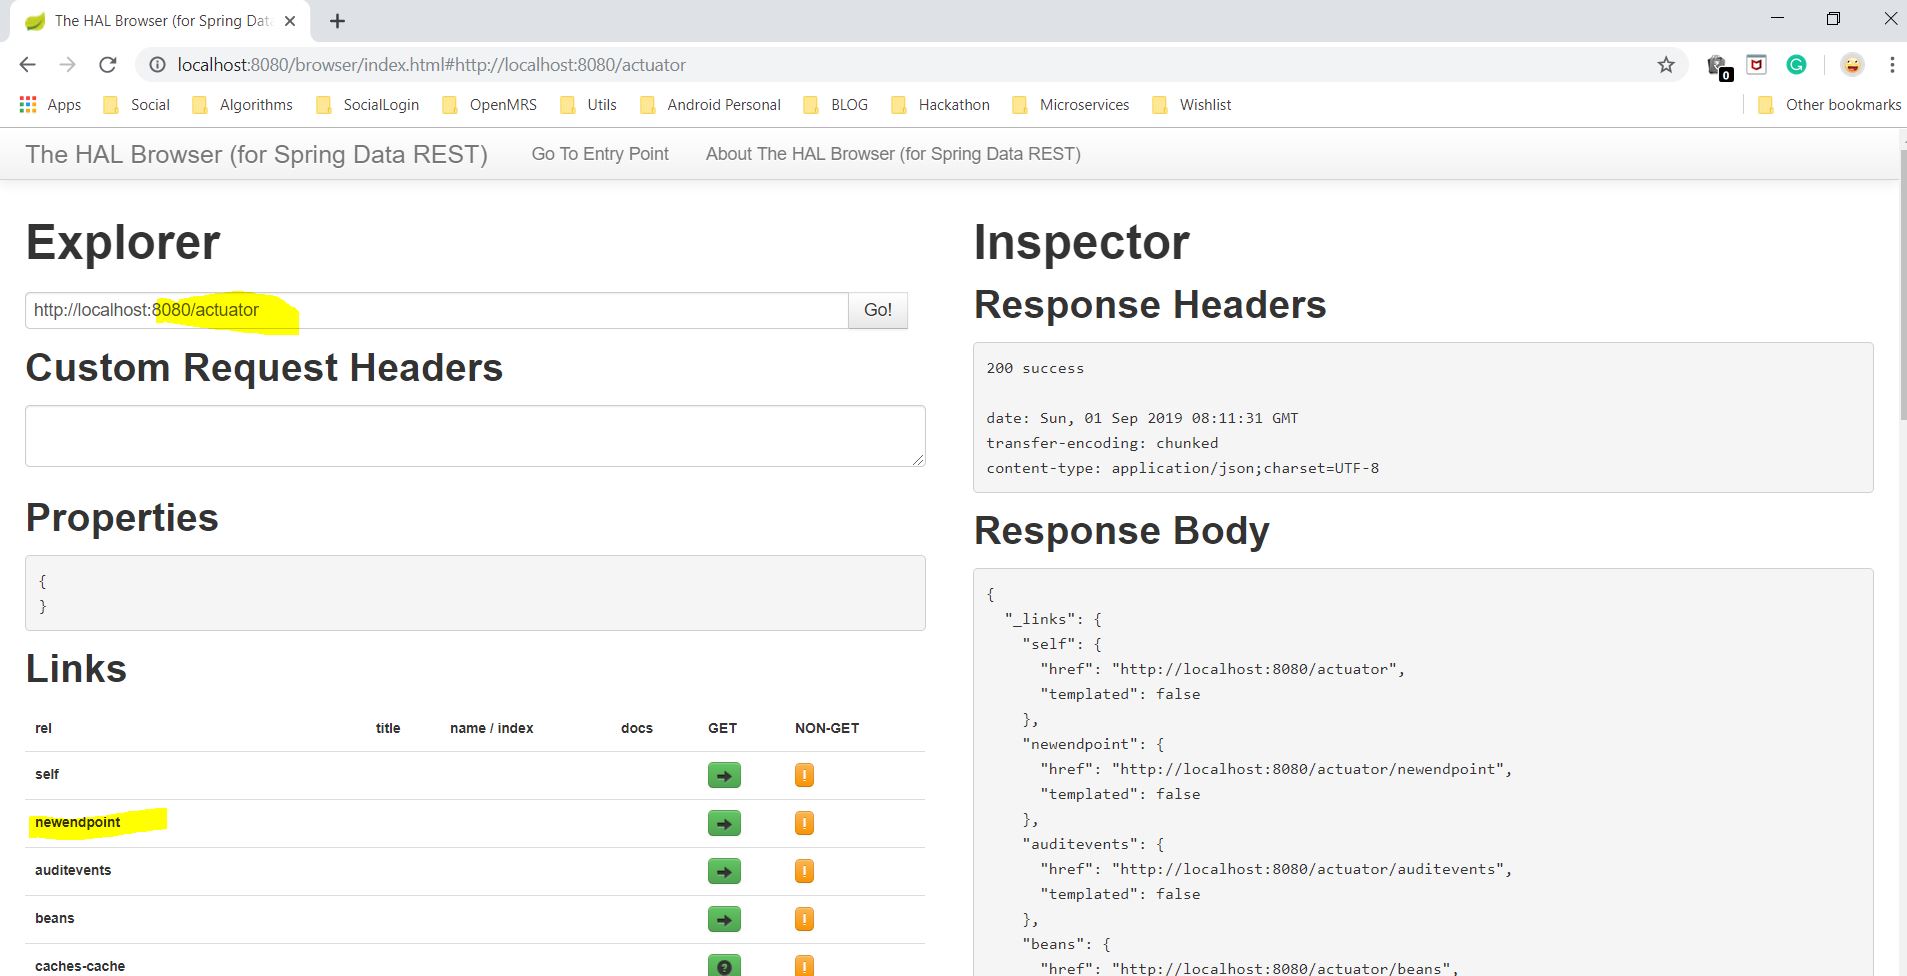 The HAL Browser (for Spring Dat
localhost:8080/browser/index.html#http://localhost:8080/actuator
0
Apps Social Algorithms SocialLogin OpenMRS Utils Android Personal BLOG Hackathon Microservices Wishlist Other bookmarks
The HAL Browser (for Spring Data REST) Go To Entry Point About The HAL Browser (for Spring Data REST)
Explorer
http://localhost:8080/actuator Go!
Custom Request Headers
Properties
{
}
Links
rel title name / index docs GET NON-GET
self
newendpoint
auditevents
beans
caches-cache
Inspector
Response Headers
200 success
date: Sun, 01 Sep 2019 08:11:31 GMT
transfer-encoding: chunked
content-type: application/json;charset=UTF-8
Response Body
{
"_links": {
"self": {
"href": "http://localhost:8080/actuator",
"templated": false
},
"newendpoint": {
"href": "http://localhost:8080/actuator/newendpoint",
"templated": false
},
"auditevents": {
"href": "http://localhost:8080/actuator/auditevents",
"templated": false
},
"beans": {
"href": "http://localhost:8080/actuator/beans",